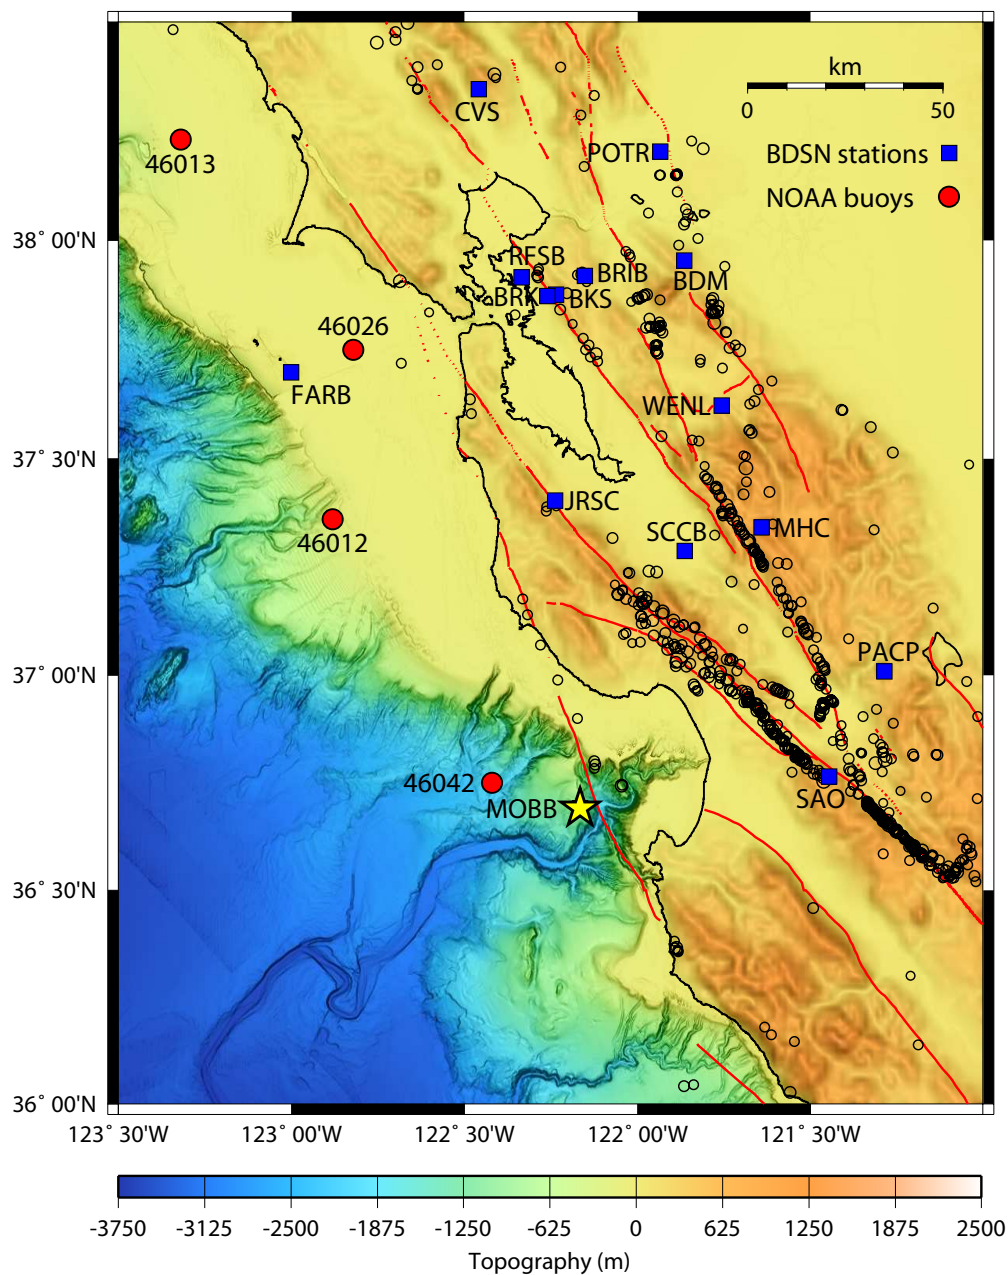 km
0 50
BDSN stations
NOAA buoys
CVS
POTR
46013
38° 00'N
RFSB
BRIB
BDM
BRK
BKS
46026
FARB
WENL
37° 30'N
JRSC
46012
SCCB
MHC
PACP
37° 00'N
46042
MOBB
SAO
36° 30'N
36° 00'N
123° 30'W 123° 00'W 122° 30'W 122° 00'W 121° 30'W
-3750 -3125 -2500 -1875 -1250 -625 0 625 1250 1875 2500
Topography (m)